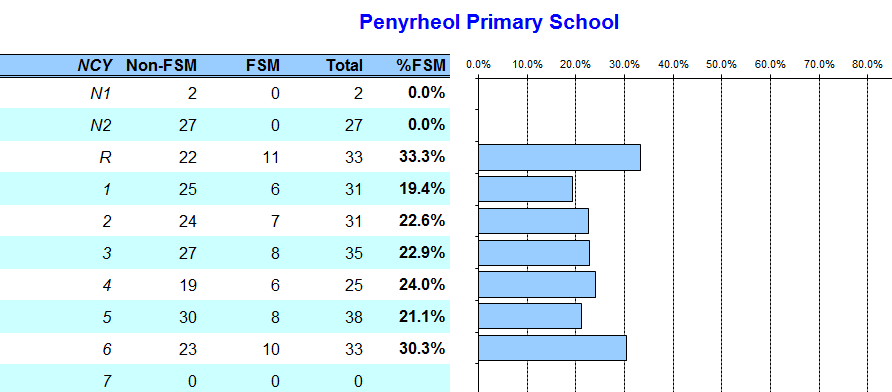 Penyrheol Primary School
NCY Non-FSM FSM Total %FSM 0.0% 10.0% 20.0% 30.0% 40.0% 50.0% 60.0% 70.0% 80.0%
N1 2 0 2 0.0%
N2 27 0 27 0.0%
R 22 11 33 33.3%
1 25 6 31 19.4%
2 24 7 31 22.6%
3 27 8 35 22.9%
4 19 6 25 24.0%
5 30 8 38 21.1%
6 23 10 33 30.3%
7 0 0 0